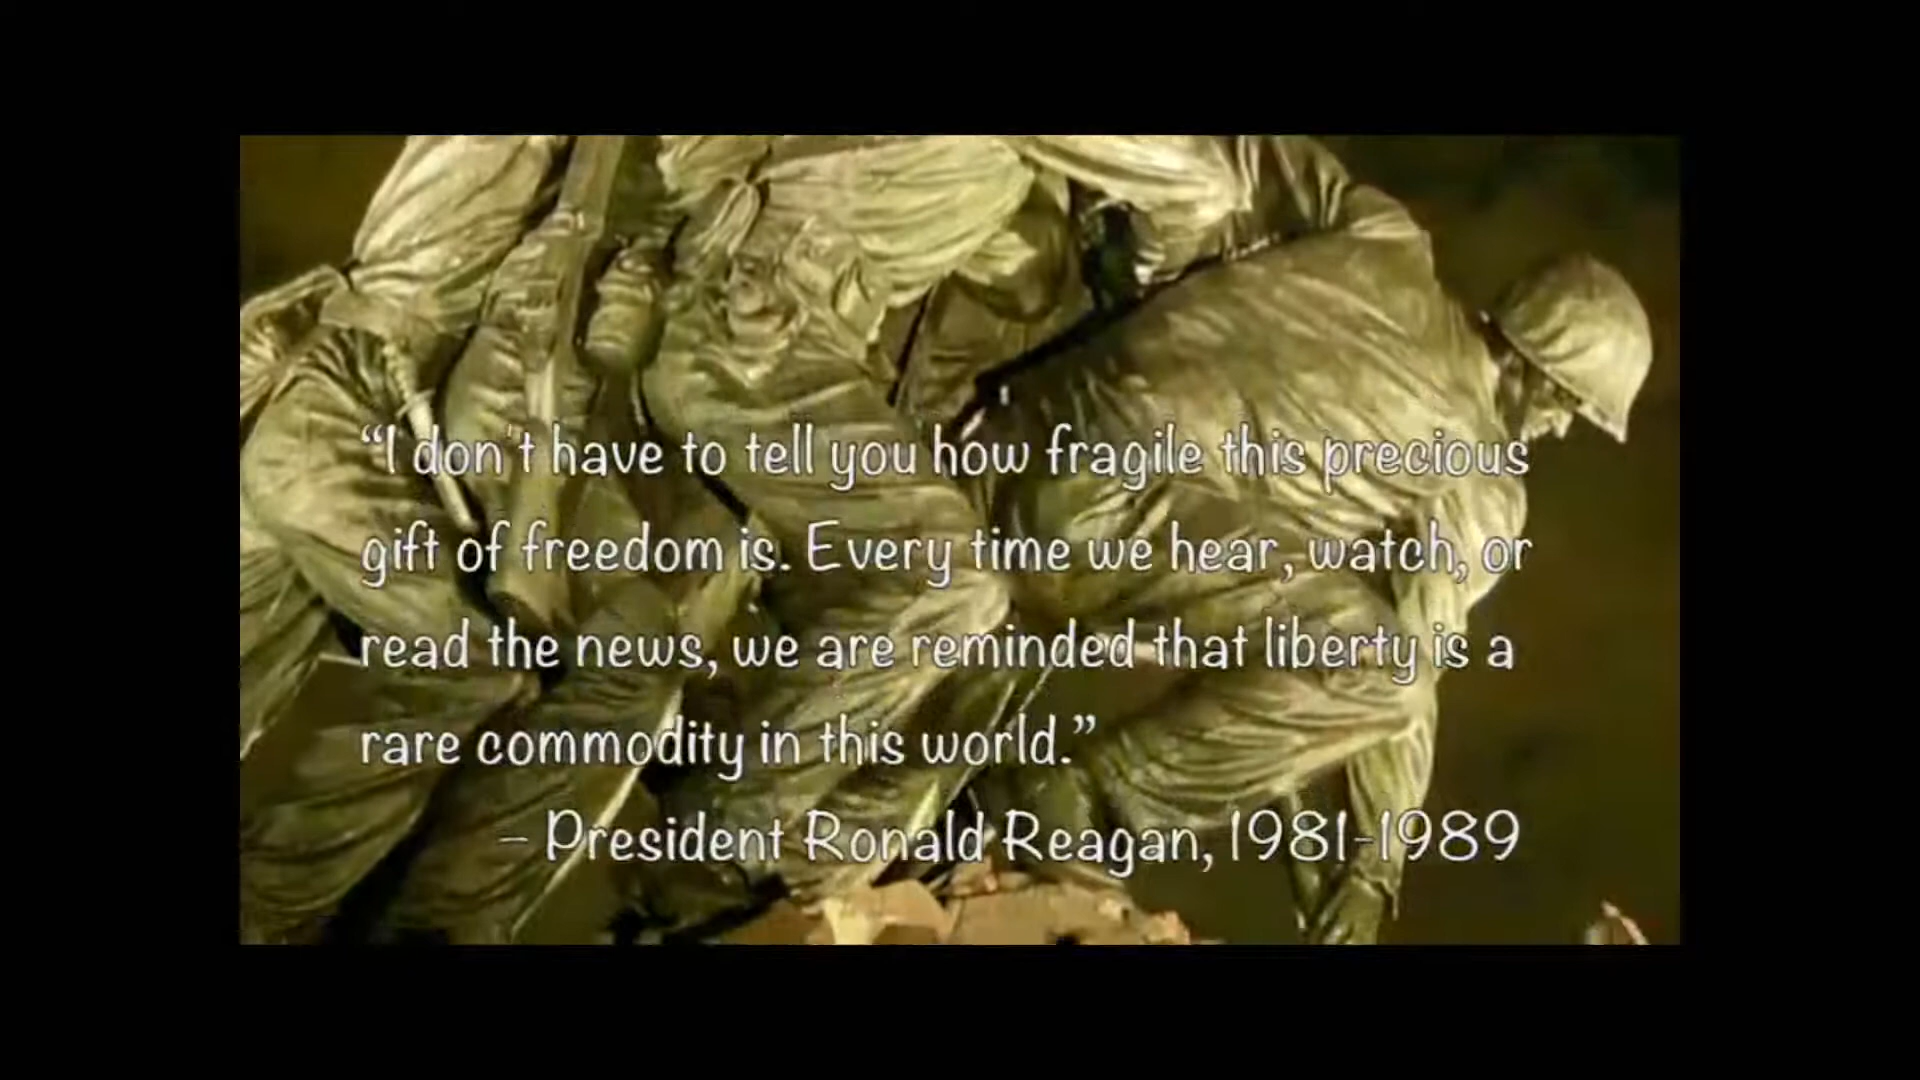 “I don't have to tell you how fragile this precious
gift of freedom is. Every time we hear, watch, or
read the news, we are reminded that liberty is a
rare commodity in this world.”
– President Ronald Reagan, 1981-1989